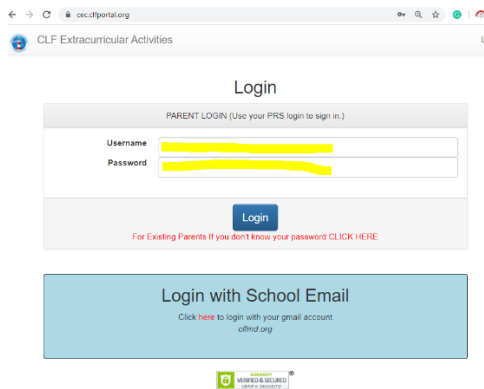 cec.clfportal.org
CLF Extracurricular Activities
Login
PARENT LOGIN (Use your PRS login to sign in.)
Username
Password
Login
For Existing Parents If you don't know your password CLICK HERE
Login with School Email
Click here to login with your gmail account
clfmd.org
VERIFIED & SECURED